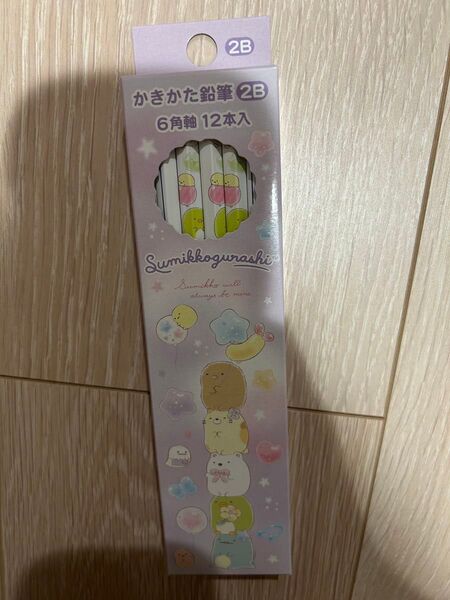 2B
かきかた鉛筆 2B
6角軸 12本入
Sumikkogurashi
Sumikko will
always be more